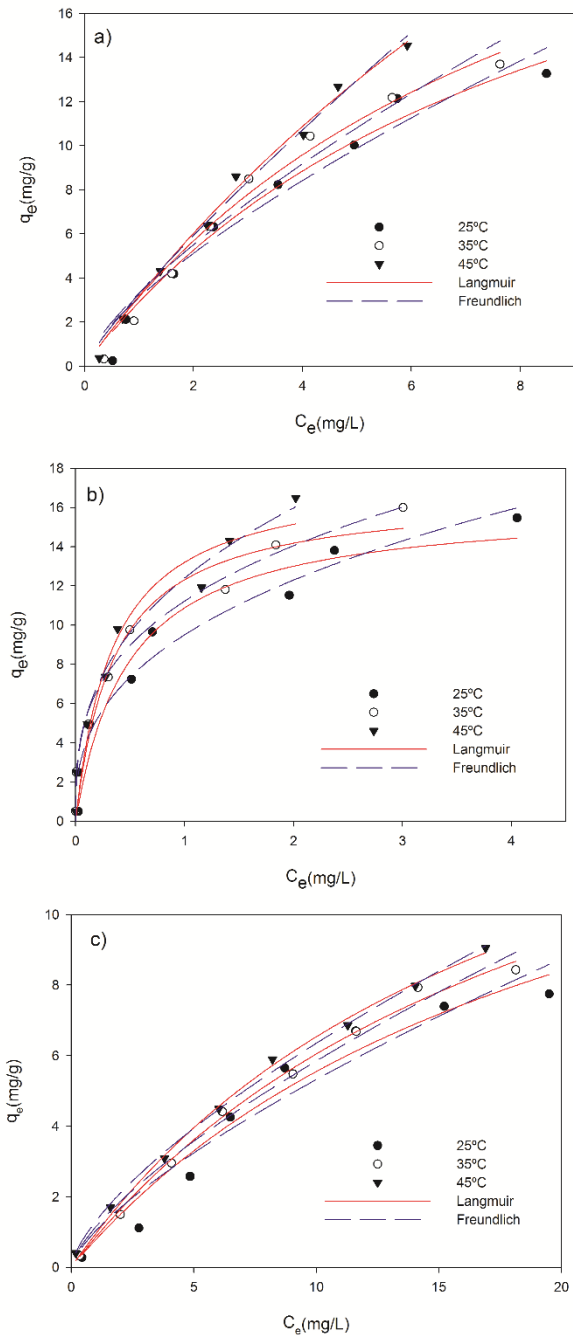 a)
16
14
12
10
8
6
4
2
0
qe(mg/g)
25ºC
35ºC
45ºC
Langmuir
Freundlich
0 2 4 6 8
Ce(mg/L)
b)
18
16
14
12
10
8
6
4
2
0
qe(mg/g)
25ºC
35ºC
45ºC
Langmuir
Freundlich
0 1 2 3 4
Ce(mg/L)
c)
10
8
6
4
2
0
qe(mg/g)
25ºC
35ºC
45ºC
Langmuir
Freundlich
0 5 10 15 20
Ce(mg/L)